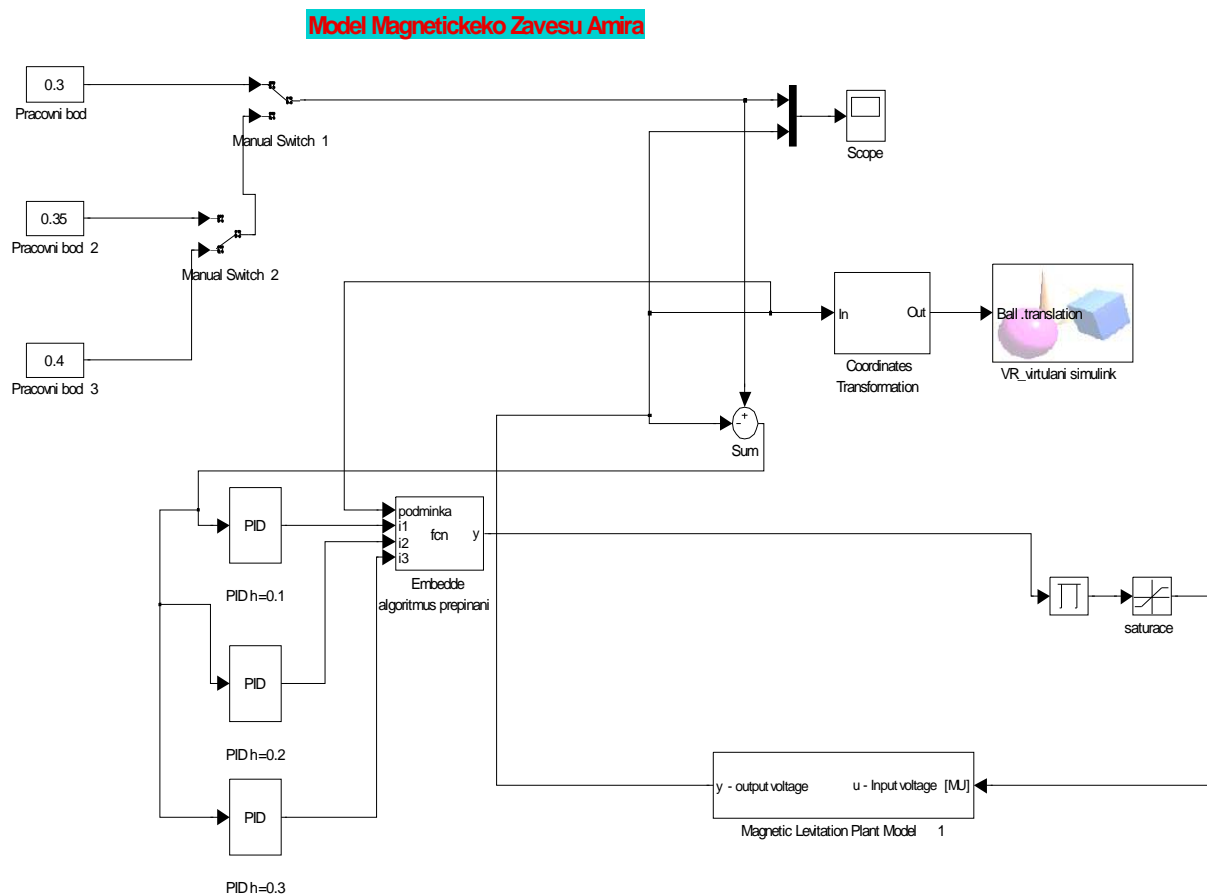 Model Magnetickeko Zavesu Amira
0.3
Pracovni bod
Manual Switch 1
Scope
0.35
Pracovni bod 2
Manual Switch 2
In
Out
Ball .translation
Coordinates
Transformation
VR_virtulani simulink
0.4
Pracovni bod 3
+
-
Sum
PID
PID h=0.1
podminka
i1
i2
i3
fcn
y
Embedde
algoritmus prepinani
saturace
PID
PID h=0.2
y - output voltage
u - Input voltage [MU]
Magnetic Levitation Plant Model 1
PID
PID h=0.3